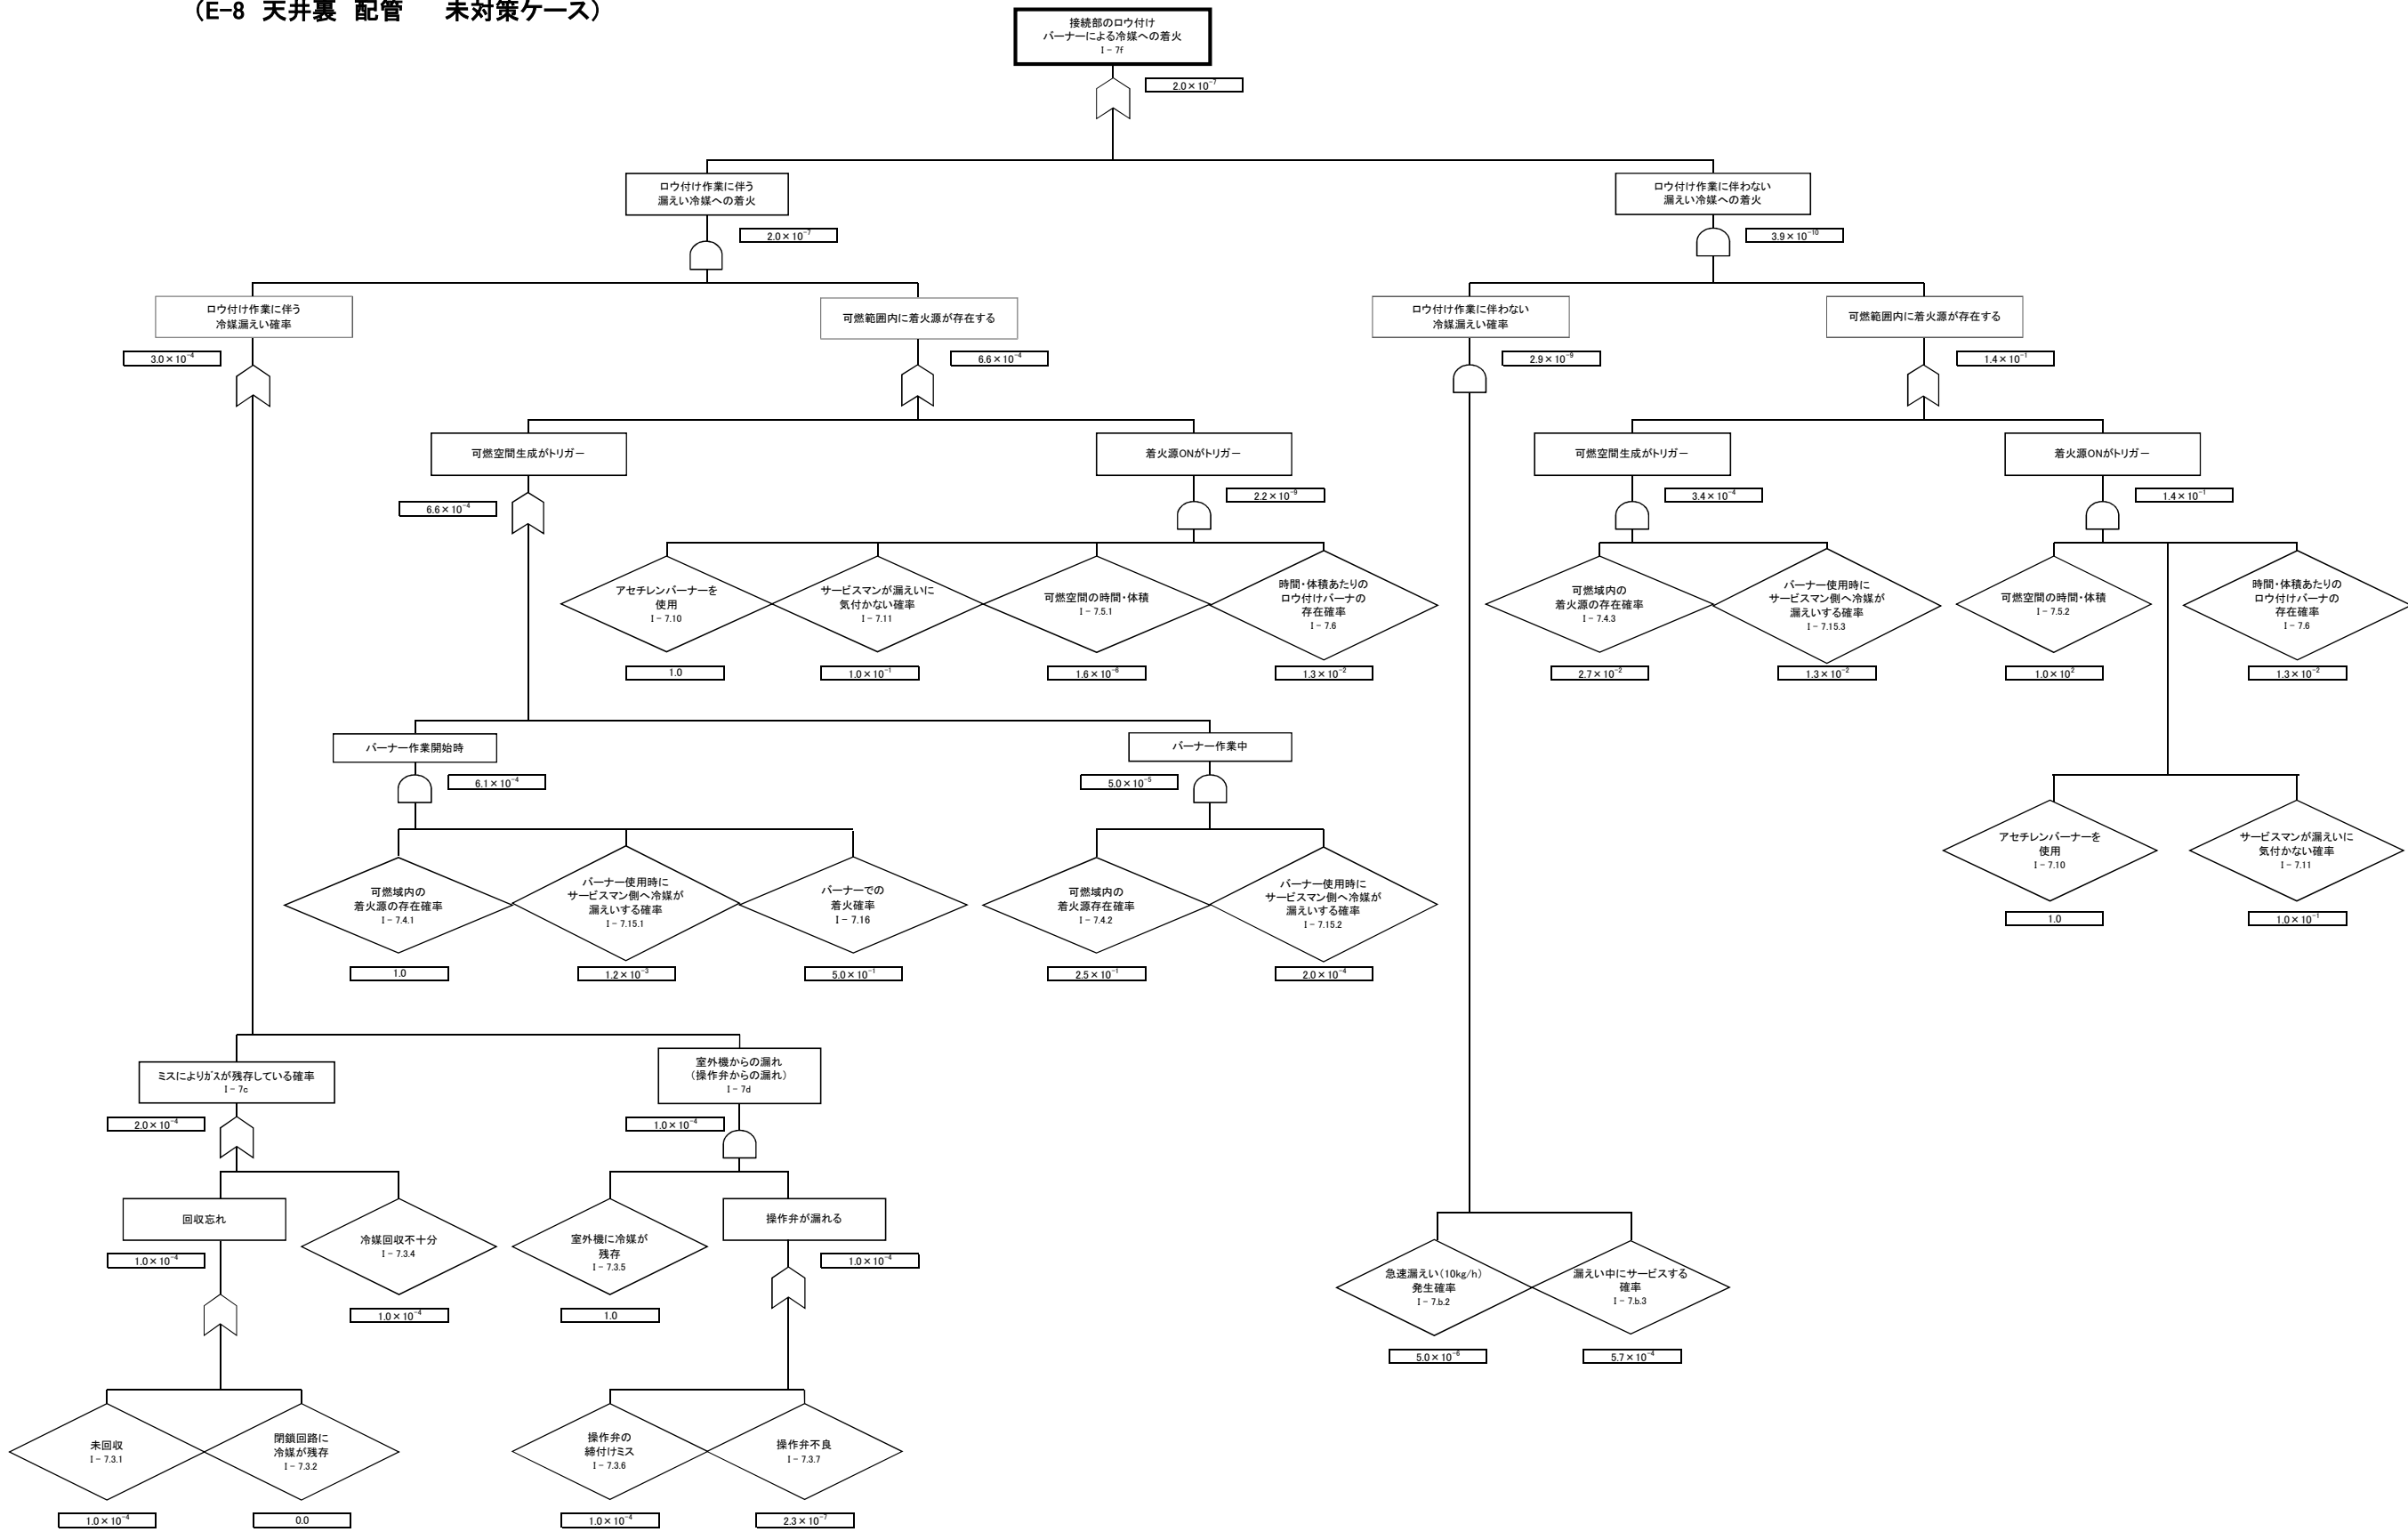 (E-8 天井裏 配管 未対策ケース)
接続部のロウ付け
バーナーによる冷媒への着火
I - 7f
2.0×10⁻⁷
ロウ付け作業に伴う
漏えい冷媒への着火
2.0×10⁻⁷
ロウ付け作業に伴わない
漏えい冷媒への着火
3.9×10⁻¹⁰
ロウ付け作業に伴う
冷媒漏えい確率
3.0×10⁻⁴
可燃範囲内に着火源が存在する
6.6×10⁻⁴
ロウ付け作業に伴わない
冷媒漏えい確率
2.9×10⁻⁹
可燃範囲内に着火源が存在する
1.4×10⁻¹
可燃空間生成がトリガー
6.6×10⁻⁴
着火源ONがトリガー
2.2×10⁻⁹
可燃空間生成がトリガー
3.4×10⁻⁴
着火源ONがトリガー
1.4×10⁻¹
アセチレンバーナーを
使用
I - 7.10
1.0
サービスマンが漏えいに
気付かない確率
I - 7.11
1.0×10⁻¹
可燃空間の時間・体積
I - 7.5.1
1.6×10⁻⁶
時間・体積あたりの
ロウ付けバーナの
存在確率
I - 7.6
1.3×10⁻²
可燃域内の
着火源の存在確率
I - 7.4.3
2.7×10⁻²
バーナー使用時に
サービスマン側へ冷媒が
漏えいする確率
I - 7.15.3
1.3×10⁻²
可燃空間の時間・体積
I - 7.5.2
1.0×10²
時間・体積あたりの
ロウ付けバーナの
存在確率
I - 7.6
1.3×10⁻²
バーナー作業開始時
6.1×10⁻⁴
バーナー作業中
5.0×10⁻⁵
アセチレンバーナーを
使用
I - 7.10
1.0
サービスマンが漏えいに
気付かない確率
I - 7.11
1.0×10⁻¹
可燃域内の
着火源の存在確率
I - 7.4.1
1.0
バーナー使用時に
サービスマン側へ冷媒が
漏えいする確率
I - 7.15.1
1.2×10⁻³
バーナーでの
着火確率
I - 7.16
5.0×10⁻¹
可燃域内の
着火源存在確率
I - 7.4.2
2.5×10⁻¹
バーナー使用時に
サービスマン側へ冷媒が
漏えいする確率
I - 7.15.2
2.0×10⁻⁴
ミスによりガスが残存している確率
I - 7c
2.0×10⁻⁴
室外機からの漏れ
(操作弁からの漏れ)
I - 7d
1.0×10⁻⁴
回収忘れ
1.0×10⁻⁴
冷媒回収不十分
I - 7.3.4
1.0×10⁻⁴
室外機に冷媒が
残存
I - 7.3.5
1.0
操作弁が漏れる
1.0×10⁻⁴
急速漏えい(10kg/h)
発生確率
I - 7.b.2
5.0×10⁻⁶
漏えい中にサービスする
確率
I - 7.b.3
5.7×10⁻⁴
未回収
I - 7.3.1
1.0×10⁻⁴
閉鎖回路に
冷媒が残存
I - 7.3.2
0.0
操作弁の
締付けミス
I - 7.3.6
1.0×10⁻⁴
操作弁不良
I - 7.3.7
2.3×10⁻⁷